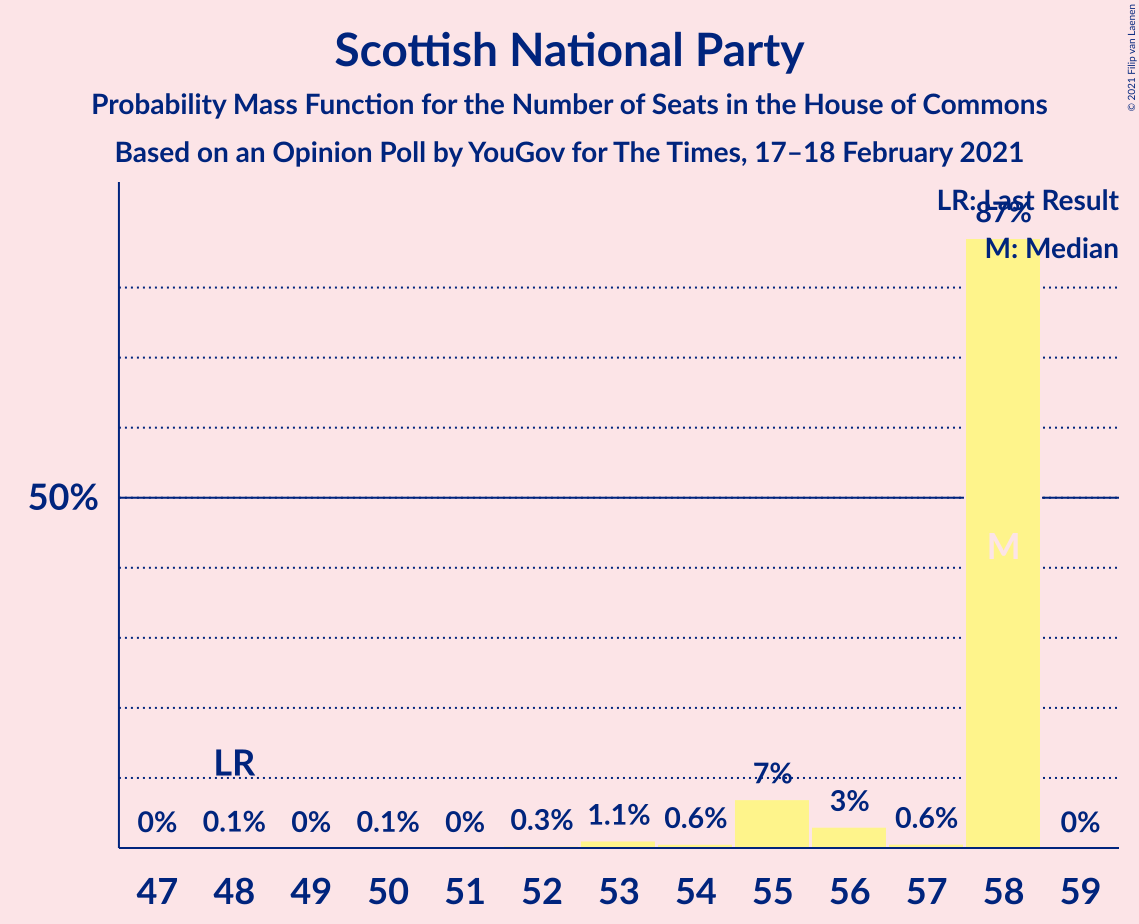 Scottish National Party
Probability Mass Function for the Number of Seats in the House of Commons
Based on an Opinion Poll by YouGov for The Times, 17–18 February 2021
© 2021 Filip van Laenen
LR: Last Result
87%
M: Median
50%
M
LR
0% 0.1% 0% 0.1% 0% 0.3% 1.1% 0.6% 7% 3% 0.6% 0%
47 48 49 50 51 52 53 54 55 56 57 58 59